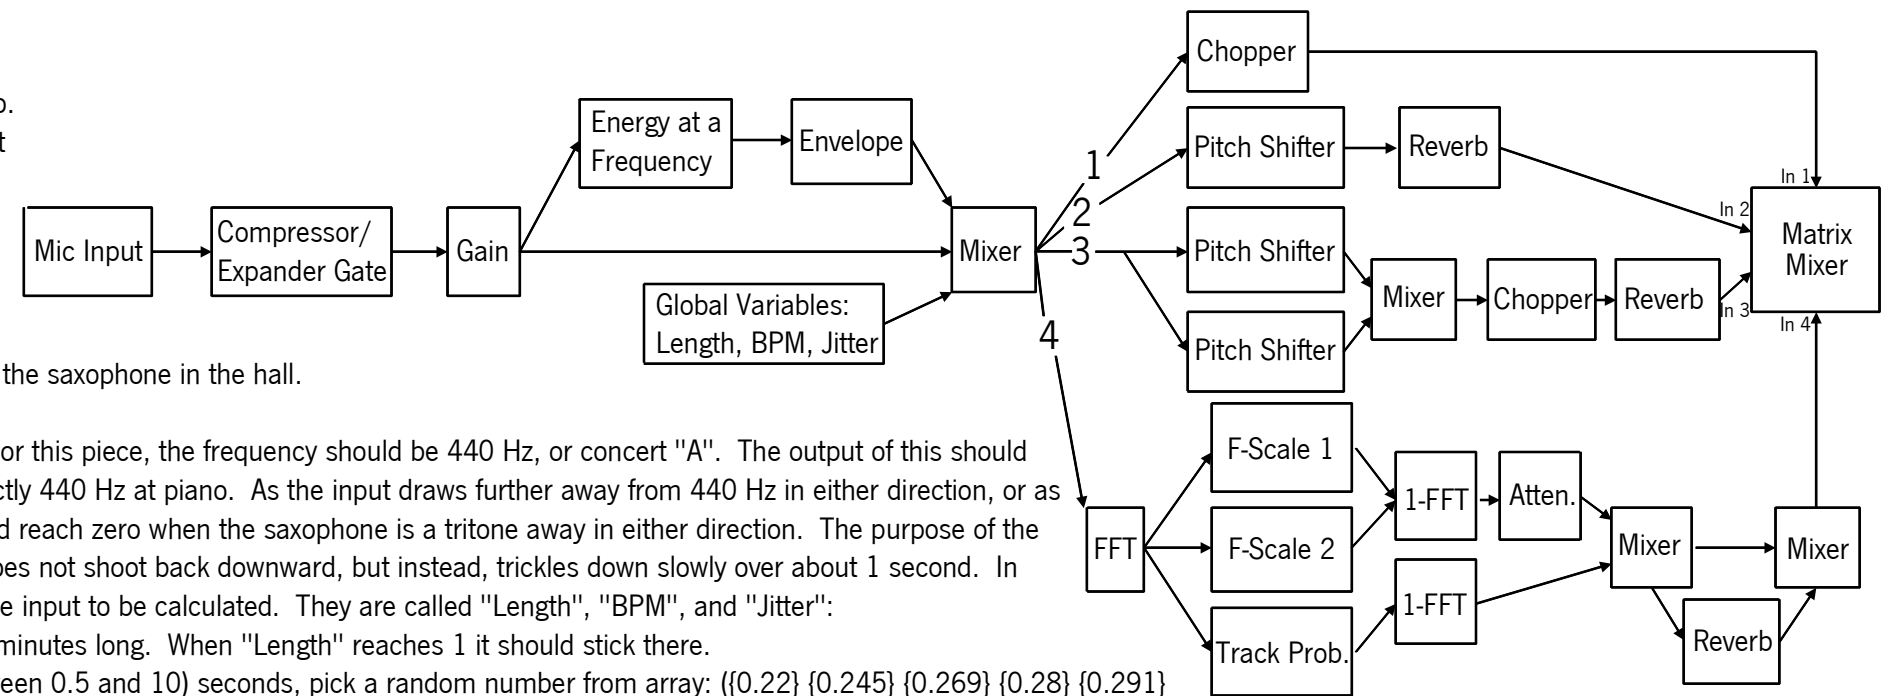 Chopper
Energy at a
Frequency
Envelope
1
Pitch Shifter
Reverb
In 1
2
In 2
Mic Input
Compressor/
Expander Gate
Gain
Mixer
3
Pitch Shifter
Matrix
Mixer
Global Variables:
Length, BPM, Jitter
Mixer
Chopper
Reverb
In 3
In 4
4
Pitch Shifter
the saxophone in the hall.
or this piece, the frequency should be 440 Hz, or concert "A". The output of this should
440 Hz at piano. As the input draws further away from 440 Hz in either direction, or as
reach zero when the saxophone is a tritone away in either direction. The purpose of the
not shoot back downward, but instead, trickles down slowly over about 1 second. In
input to be calculated. They are called "Length", "BPM", and "Jitter":
minutes long. When "Length" reaches 1 it should stick there.
0.5 and 10) seconds, pick a random number from array: ({0.22} {0.245} {0.269} {0.28} {0.291}
F-Scale 1
1-FFT
Atten.
FFT
F-Scale 2
Mixer
Mixer
1-FFT
Track Prob.
Reverb